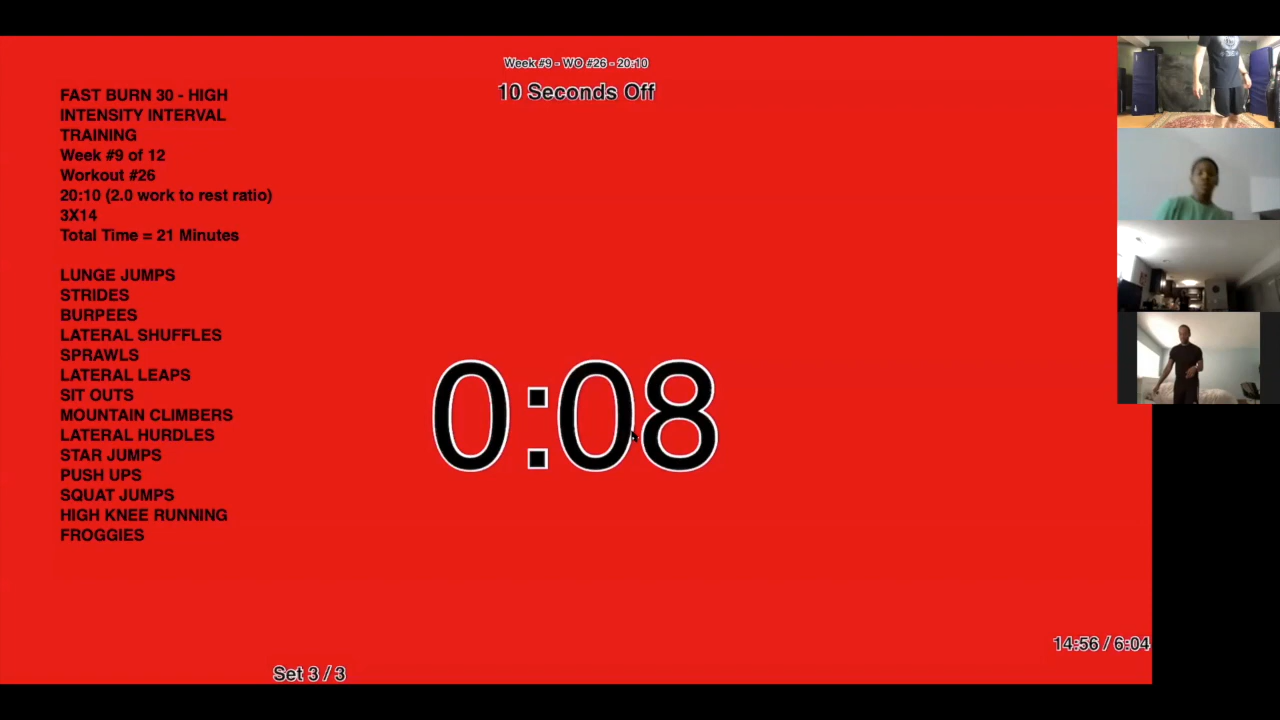 Week #9 - WO #26 - 20:10
10 Seconds Off
FAST BURN 30 - HIGH
INTENSITY INTERVAL
TRAINING
Week #9 of 12
Workout #26
20:10 (2.0 work to rest ratio)
3X14
Total Time = 21 Minutes
LUNGE JUMPS
STRIDES
BURPEES
LATERAL SHUFFLES
SPRAWLS
LATERAL LEAPS
SIT OUTS
MOUNTAIN CLIMBERS
LATERAL HURDLES
STAR JUMPS
PUSH UPS
SQUAT JUMPS
HIGH KNEE RUNNING
FROGGIES
0:08
14:56 / 6:04
Set 3 / 3